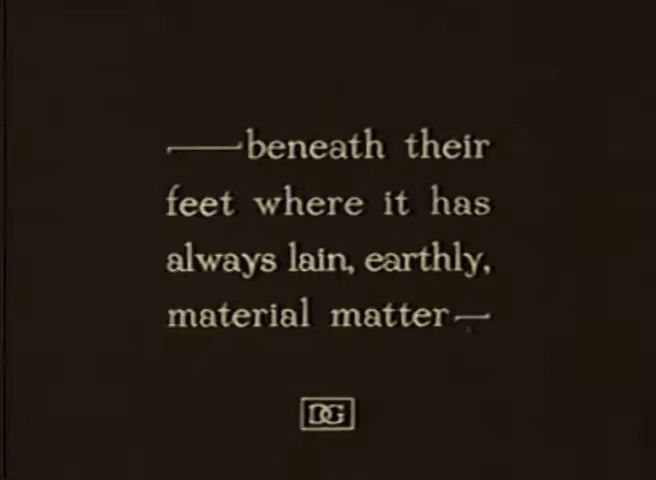 ——beneath their
feet where it has
always lain, earthly,
material matter—
DG